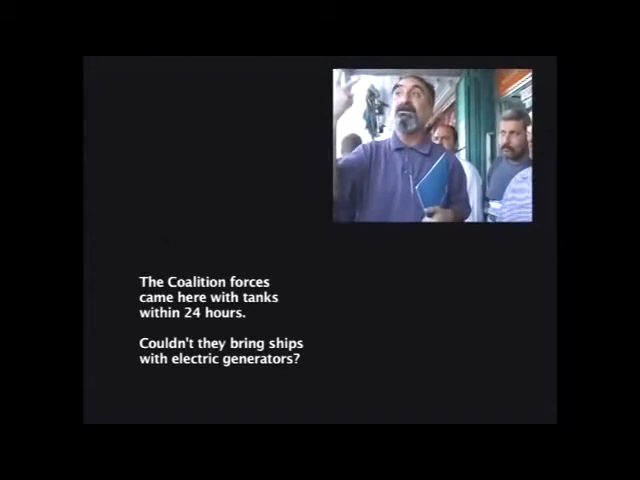 The Coalition forces
came here with tanks
within 24 hours.
Couldn't they bring ships
with electric generators?